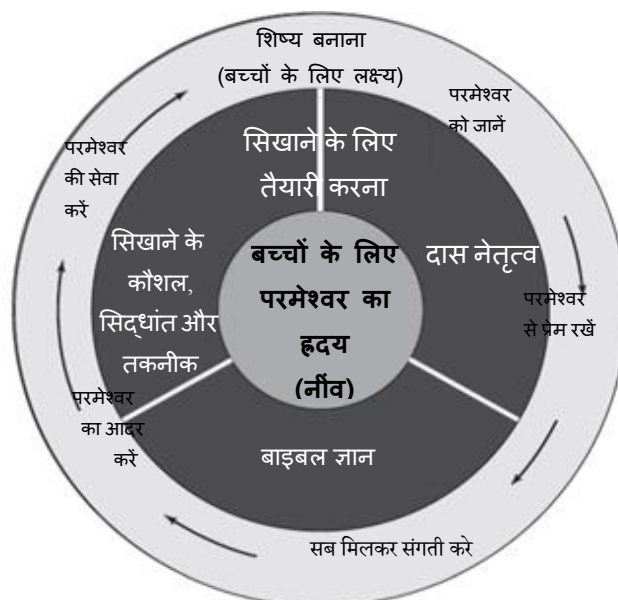 शिष्य बनाना
(बच्चों के लिए लक्ष्य)
परमेश्वर
को जानें
परमेश्वर
की सेवा
करें
सिखाने के लिए
तैयारी करना
सिखाने के
कौशल,
सिद्धांत और
तकनीक
बच्चों के लिए
परमेश्वर का
ह्रदय
(नींव)
दास नेतृत्व
परमेश्वर
से प्रेम रखें
परमेश्वर
का आदर
करें
बाइबल ज्ञान
सब मिलकर संगती करे